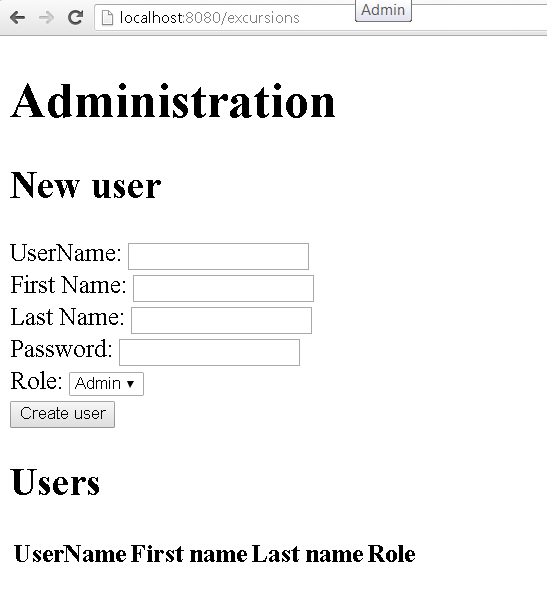 Admin
localhost:8080/excursions
Administration
New user
UserName:
First Name:
Last Name:
Password:
Role: Admin ▾
Create user
Users
UserName First name Last name Role